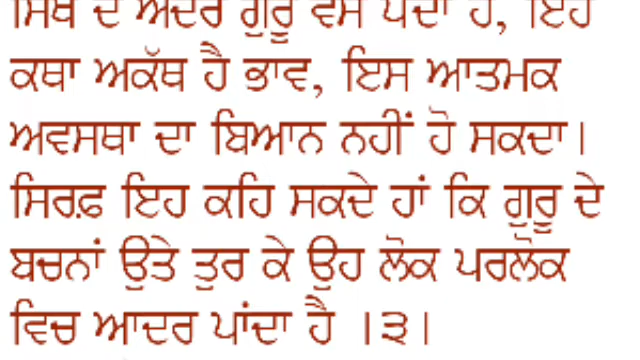 ਸਿਖ ਦੇ ਅੰਦਰ ਗੁਰੂ ਵੱਸ ਪੈਂਦਾ ਹੈ, ਇਹ
ਕਥਾ ਅਕੱਥ ਹੈ ਭਾਵ, ਇਸ ਆਤਮਕ
ਅਵਸਥਾ ਦਾ ਬਿਆਨ ਨਹੀਂ ਹੋ ਸਕਦਾ।
ਸਿਰਫ਼ ਇਹ ਕਹਿ ਸਕਦੇ ਹਾਂ ਕਿ ਗੁਰੂ ਦੇ
ਬਚਨਾਂ ਉਤੇ ਤੁਰ ਕੇ ਉਹ ਲੋਕ ਪਰਲੋਕ
ਵਿਚ ਆਦਰ ਪਾਂਦਾ ਹੈ ।੩।